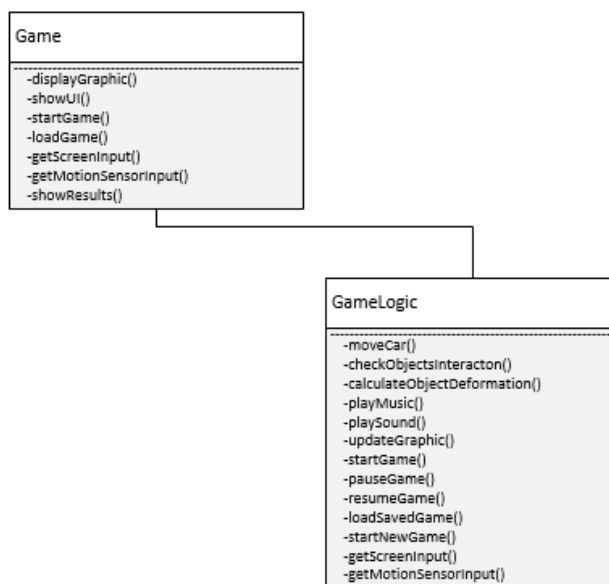 Game
-displayGraphic()
-showUI()
-startGame()
-loadGame()
-getScreenInput()
-getMotionSensorInput()
-showResults()
GameLogic
-moveCar()
-checkObjectsInteracton()
-calculateObjectDeformation()
-playMusic()
-playSound()
-updateGraphic()
-startGame()
-pauseGame()
-resumeGame()
-loadSavedGame()
-startNewGame()
-getScreenInput()
-getMotionSensorInput()